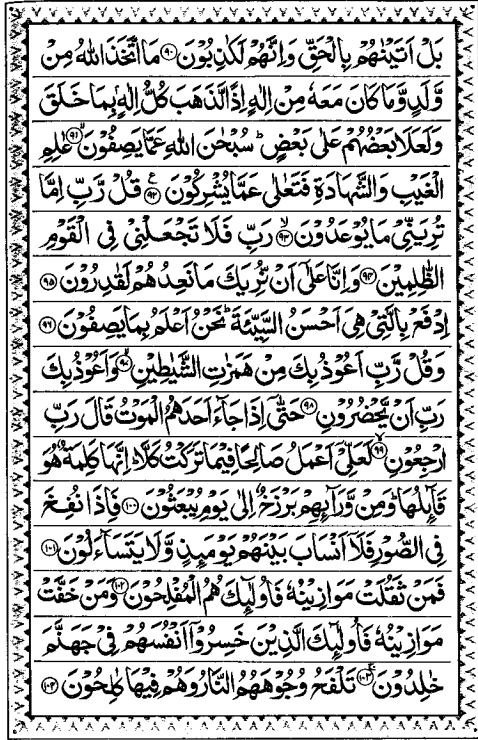 بَلْ اَتَيْنٰهُمْ بِالْحَقِّ وَاِنَّهُمْ لَكٰذِبُوْنَ ﴿۹۰﴾ مَا اتَّخَذَ اللّٰهُ مِنْ
وَّلَدٍ وَّمَا كَانَ مَعَهٗ مِنْ اِلٰهٍ اِذًا لَّذَهَبَ كُلُّ اِلٰهٍۭ بِمَا خَلَقَ
وَلَعَلَا بَعْضُهُمْ عَلٰى بَعْضٍ ؕ سُبْحٰنَ اللّٰهِ عَمَّا يَصِفُوْنَ ﴿۹۱﴾ عٰلِمِ
الْغَيْبِ وَالشَّهَادَةِ فَتَعٰلٰى عَمَّا يُشْرِكُوْنَ ﴿۹۲﴾ قُلْ رَّبِّ اِمَّا
تُرِيَنِّيْ مَا يُوْعَدُوْنَ ﴿۹۳﴾ رَبِّ فَلَا تَجْعَلْنِيْ فِي الْقَوْمِ
الظّٰلِمِيْنَ ﴿۹۴﴾ وَاِنَّا عَلٰٓى اَنْ نُّرِيَكَ مَا نَعِدُهُمْ لَقٰدِرُوْنَ ﴿۹۵﴾
اِدْفَعْ بِالَّتِيْ هِيَ اَحْسَنُ السَّيِّئَةَ ؕ نَحْنُ اَعْلَمُ بِمَا يَصِفُوْنَ ﴿۹۶﴾
وَقُلْ رَّبِّ اَعُوْذُ بِكَ مِنْ هَمَزٰتِ الشَّيٰطِيْنِ ﴿۹۷﴾ وَاَعُوْذُ بِكَ
رَبِّ اَنْ يَّحْضُرُوْنِ ﴿۹۸﴾ حَتّٰٓى اِذَا جَآءَ اَحَدَهُمُ الْمَوْتُ قَالَ رَبِّ
ارْجِعُوْنِ ﴿۹۹﴾ لَعَلِّيْٓ اَعْمَلُ صَالِحًا فِيْمَا تَرَكْتُ كَلَّا ؕ اِنَّهَا كَلِمَةٌ هُوَ
قَآئِلُهَا ؕ وَمِنْ وَّرَآئِهِمْ بَرْزَخٌ اِلٰى يَوْمِ يُبْعَثُوْنَ ﴿۱۰۰﴾ فَاِذَا نُفِخَ
فِي الصُّوْرِ فَلَآ اَنْسَابَ بَيْنَهُمْ يَوْمَئِذٍ وَّلَا يَتَسَآءَلُوْنَ ﴿۱۰۱﴾
فَمَنْ ثَقُلَتْ مَوَازِيْنُهٗ فَاُولٰٓئِكَ هُمُ الْمُفْلِحُوْنَ ﴿۱۰۲﴾ وَمَنْ خَفَّتْ
مَوَازِيْنُهٗ فَاُولٰٓئِكَ الَّذِيْنَ خَسِرُوْٓا اَنْفُسَهُمْ فِيْ جَهَنَّمَ
خٰلِدُوْنَ ﴿۱۰۳﴾ تَلْفَحُ وُجُوْهَهُمُ النَّارُ وَهُمْ فِيْهَا كٰلِحُوْنَ ﴿۱۰۴﴾